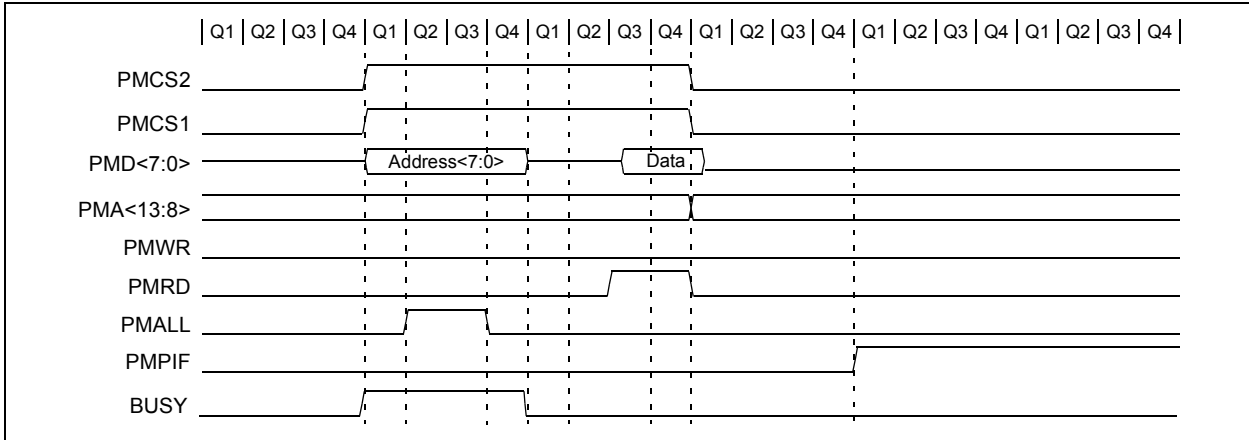 Q1 Q2 Q3 Q4 Q1 Q2 Q3 Q4 Q1 Q2 Q3 Q4 Q1 Q2 Q3 Q4 Q1 Q2 Q3 Q4 Q1 Q2 Q3 Q4
PMCS2
PMCS1
PMD<7:0> Address<7:0> Data
PMA<13:8>
PMWR
PMRD
PMALL
PMPIF
BUSY